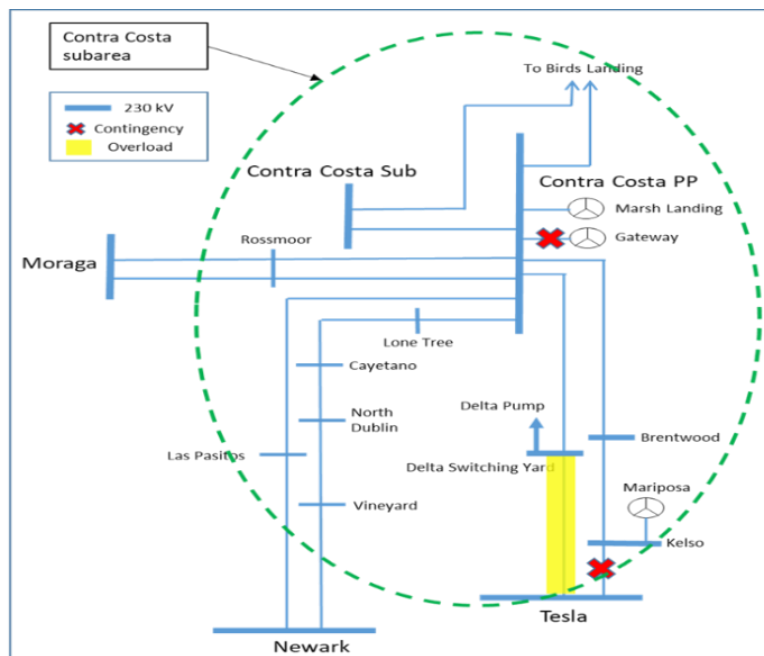 Contra Costa
subarea
To Birds Landing
230 kV
Contingency
Overload
Contra Costa Sub
Contra Costa PP
Marsh Landing
Rossmoor
Gateway
Moraga
Lone Tree
Cayetano
Delta Pump
North
Dublin
Brentwood
Las Pasitos
Delta Switching Yard
Mariposa
Vineyard
Kelso
Tesla
Newark